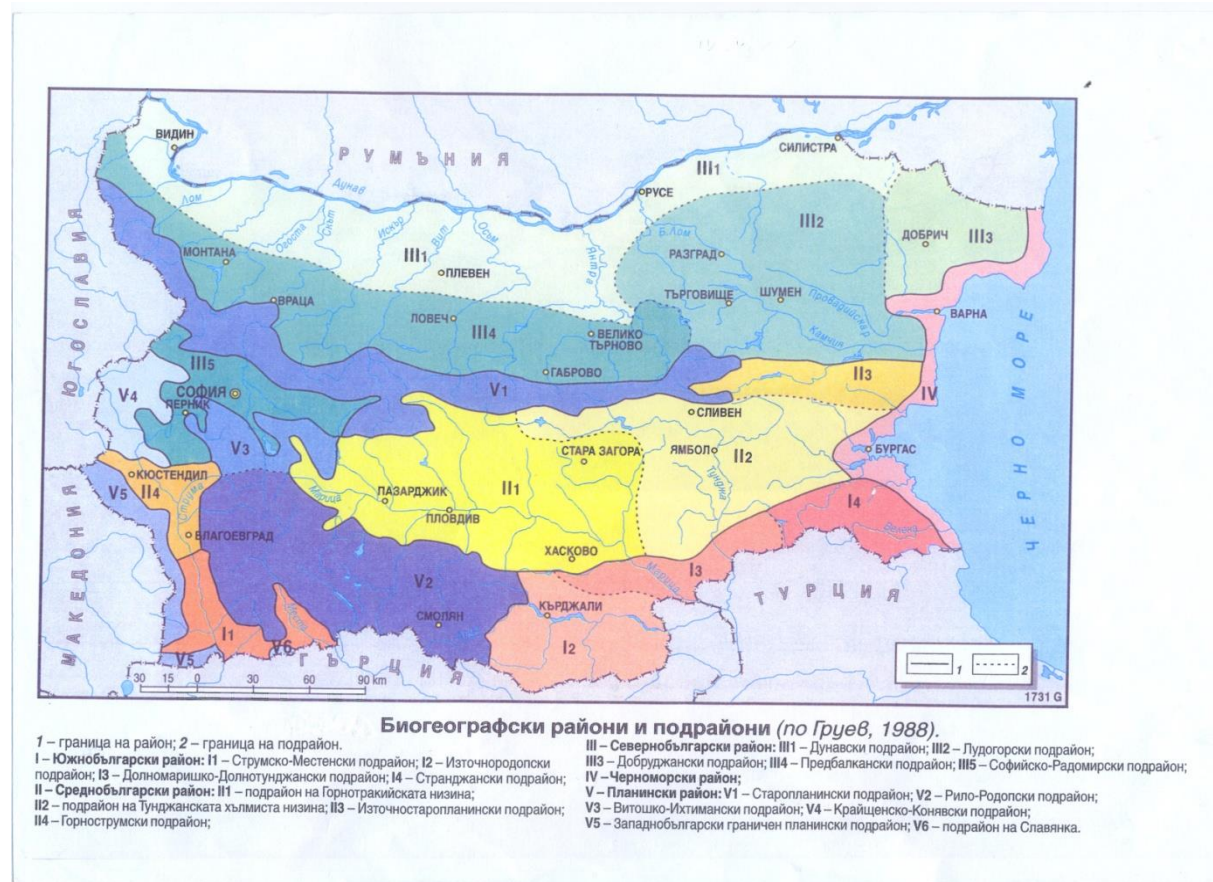 ВИДИН
РУМЪНИЯ
СИЛИСТРА
III1
Дунав
РУСЕ
Лом
III2
ДОБРИЧ
III3
Огоста
Скът
Искър
Вит
Осъм
Янтра
Б.Лом
РАЗГРАД
III1
ПЛЕВЕН
МОНТАНА
ЮГОСЛАВИЯ
ВРАЦА
ТЪРГОВИЩЕ
ШУМЕН
Провадийска
ВАРНА
ЛОВЕЧ
III4
ВЕЛИКО
ТЪРНОВО
Камчия
III5
ГАБРОВО
II3
V4
СОФИЯ
V1
IV
ПЕРНИК
СЛИВЕН
ЧЕРНО МОРЕ
V3
СТАРА ЗАГОРА
ЯМБОЛ
II2
БУРГАС
КЮСТЕНДИЛ
V5
II4
Струма
Марица
ПАЗАРДЖИК
II1
Тунджа
ПЛОВДИВ
I4
БЛАГОЕВГРАД
ХАСКОВО
МАКЕДОНИЯ
V2
Марица
I3
ТУРЦИЯ
СМОЛЯН
КЪРДЖАЛИ
I1
I2
V6
V5
ГЪРЦИЯ
1
2
30 15 0 30 60 90 km
1731 G
Биогеографски райони и подрайони (по Груев, 1988).
1 – граница на район; 2 – граница на подрайон.
I – Южнобългарски район: I1 – Струмско-Местенски подрайон; I2 – Източнородопски
подрайон; I3 – Долномаришко-Долнотунджански подрайон; I4 – Странджански подрайон;
II – Среднобългарски район: II1 – подрайон на Горнотракийската низина;
II2 – подрайон на Тунджанската хълмиста низина; II3 – Източностаропланински подрайон;
II4 – Горнострумски подрайон;
III – Севернобългарски район: III1 – Дунавски подрайон; III2 – Лудогорски подрайон;
III3 – Добруджански подрайон; III4 – Предбалкански подрайон; III5 – Софийско-Радомирски подрайон;
IV – Черноморски район;
V – Планински район: V1 – Старопланински подрайон; V2 – Рило-Родопски подрайон;
V3 – Витошко-Ихтимански подрайон; V4 – Крайщенско-Конявски подрайон;
V5 – Западнобългарски граничен планински подрайон; V6 – подрайон на Славянка.